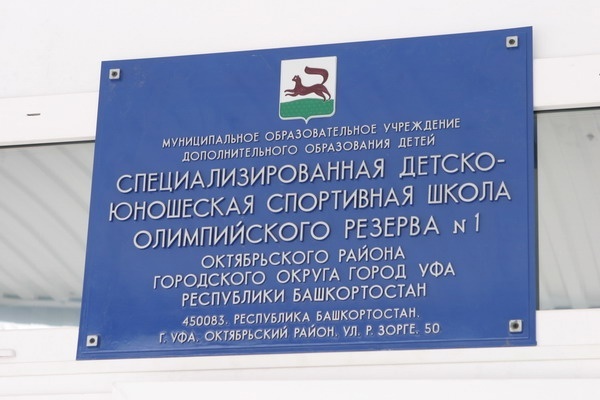 МУНИЦИПАЛЬНОЕ ОБРАЗОВАТЕЛЬНОЕ УЧРЕЖДЕНИЕ
ДОПОЛНИТЕЛЬНОГО ОБРАЗОВАНИЯ ДЕТЕЙ
СПЕЦИАЛИЗИРОВАННАЯ ДЕТСКО-
ЮНОШЕСКАЯ СПОРТИВНАЯ ШКОЛА
ОЛИМПИЙСКОГО РЕЗЕРВА N 1
ОКТЯБРЬСКОГО РАЙОНА
ГОРОДСКОГО ОКРУГА ГОРОД УФА
РЕСПУБЛИКИ БАШКОРТОСТАН
450083, РЕСПУБЛИКА БАШКОРТОСТАН,
Г. УФА, ОКТЯБРЬСКИЙ РАЙОН, УЛ. Р. ЗОРГЕ, 50